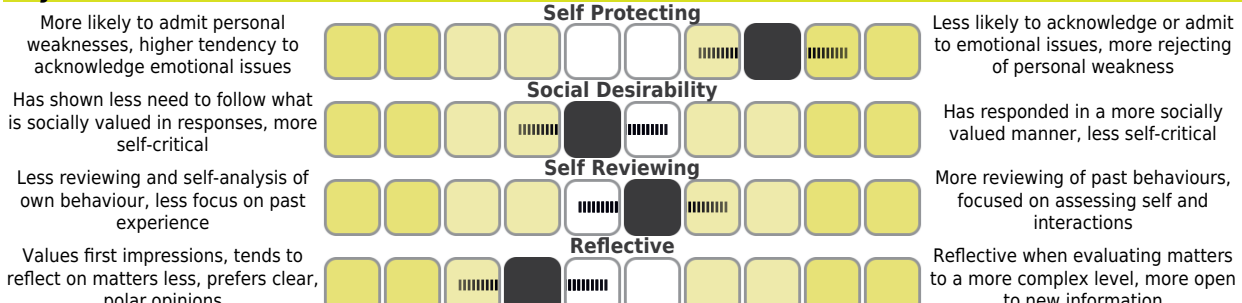 Self Protecting
More likely to admit personal
weaknesses, higher tendency to
acknowledge emotional issues
Less likely to acknowledge or admit
to emotional issues, more rejecting
of personal weakness
Social Desirability
Has shown less need to follow what
is socially valued in responses, more
self-critical
Has responded in a more socially
valued manner, less self-critical
Self Reviewing
Less reviewing and self-analysis of
own behaviour, less focus on past
experience
More reviewing of past behaviours,
focused on assessing self and
interactions
Reflective
Values first impressions, tends to
reflect on matters less, prefers clear,
polar opinions
Reflective when evaluating matters
to a more complex level, more open
to new information